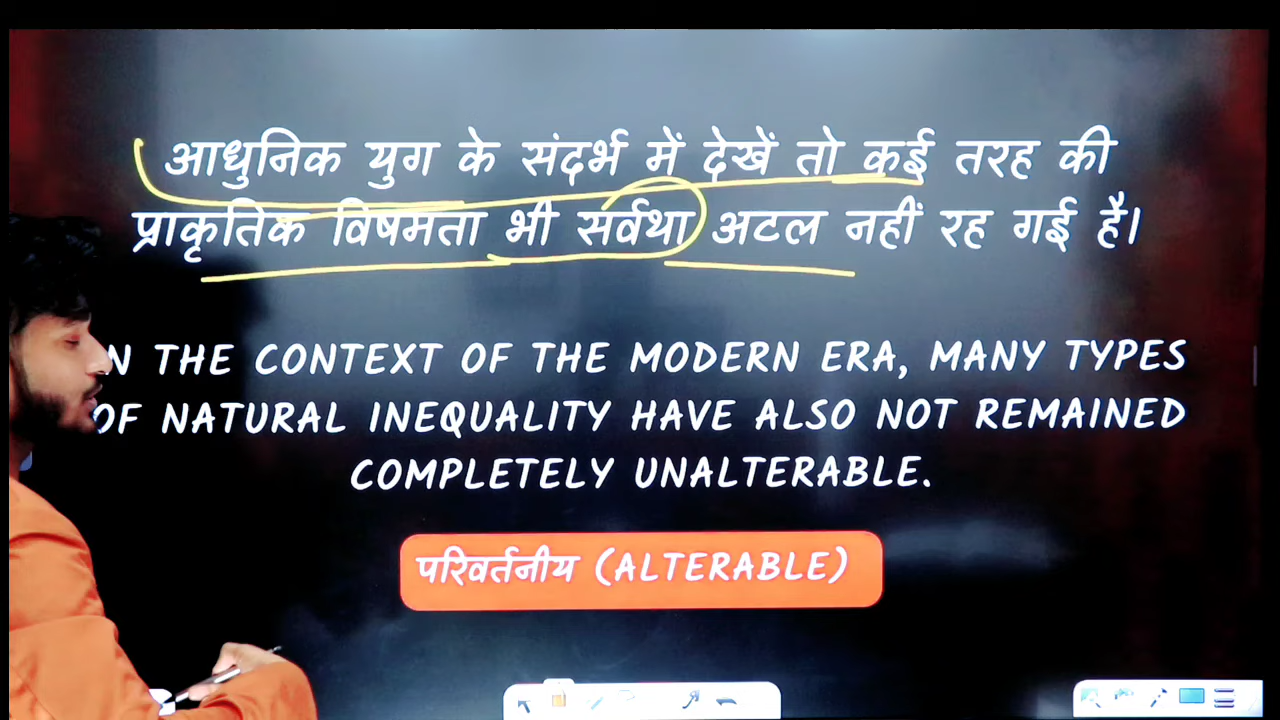 आधुनिक युग के संदर्भ में देखें तो कई तरह की
प्राकृतिक विषमता भी सर्वथा अटल नहीं रह गई है।
N THE CONTEXT OF THE MODERN ERA, MANY TYPES
OF NATURAL INEQUALITY HAVE ALSO NOT REMAINED
COMPLETELY UNALTERABLE.
परिवर्तनीय (ALTERABLE)